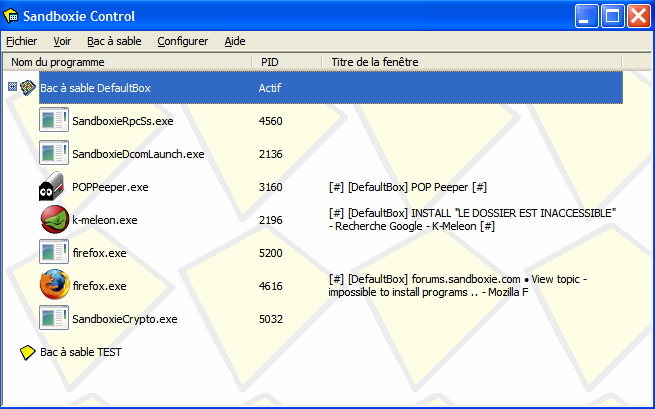 Sandboxie Control
Fichier Voir Bac à sable Configurer Aide
Nom du programme PID Titre de la fenêtre
Bac à sable DefaultBox Actif
SandboxieRpcSs.exe 4560
SandboxieDcomLaunch.exe 2136
POPPeeper.exe 3160 [#] [DefaultBox] POP Peeper [#]
k-meleon.exe 2196 [#] [DefaultBox] INSTALL "LE DOSSIER EST INACCESSIBLE"
- Recherche Google - K-Meleon [#]
firefox.exe 5200
firefox.exe 4616 [#] [DefaultBox] forums.sandboxie.com • View topic -
impossible to install programs .. - Mozilla F
SandboxieCrypto.exe 5032
Bac à sable TEST